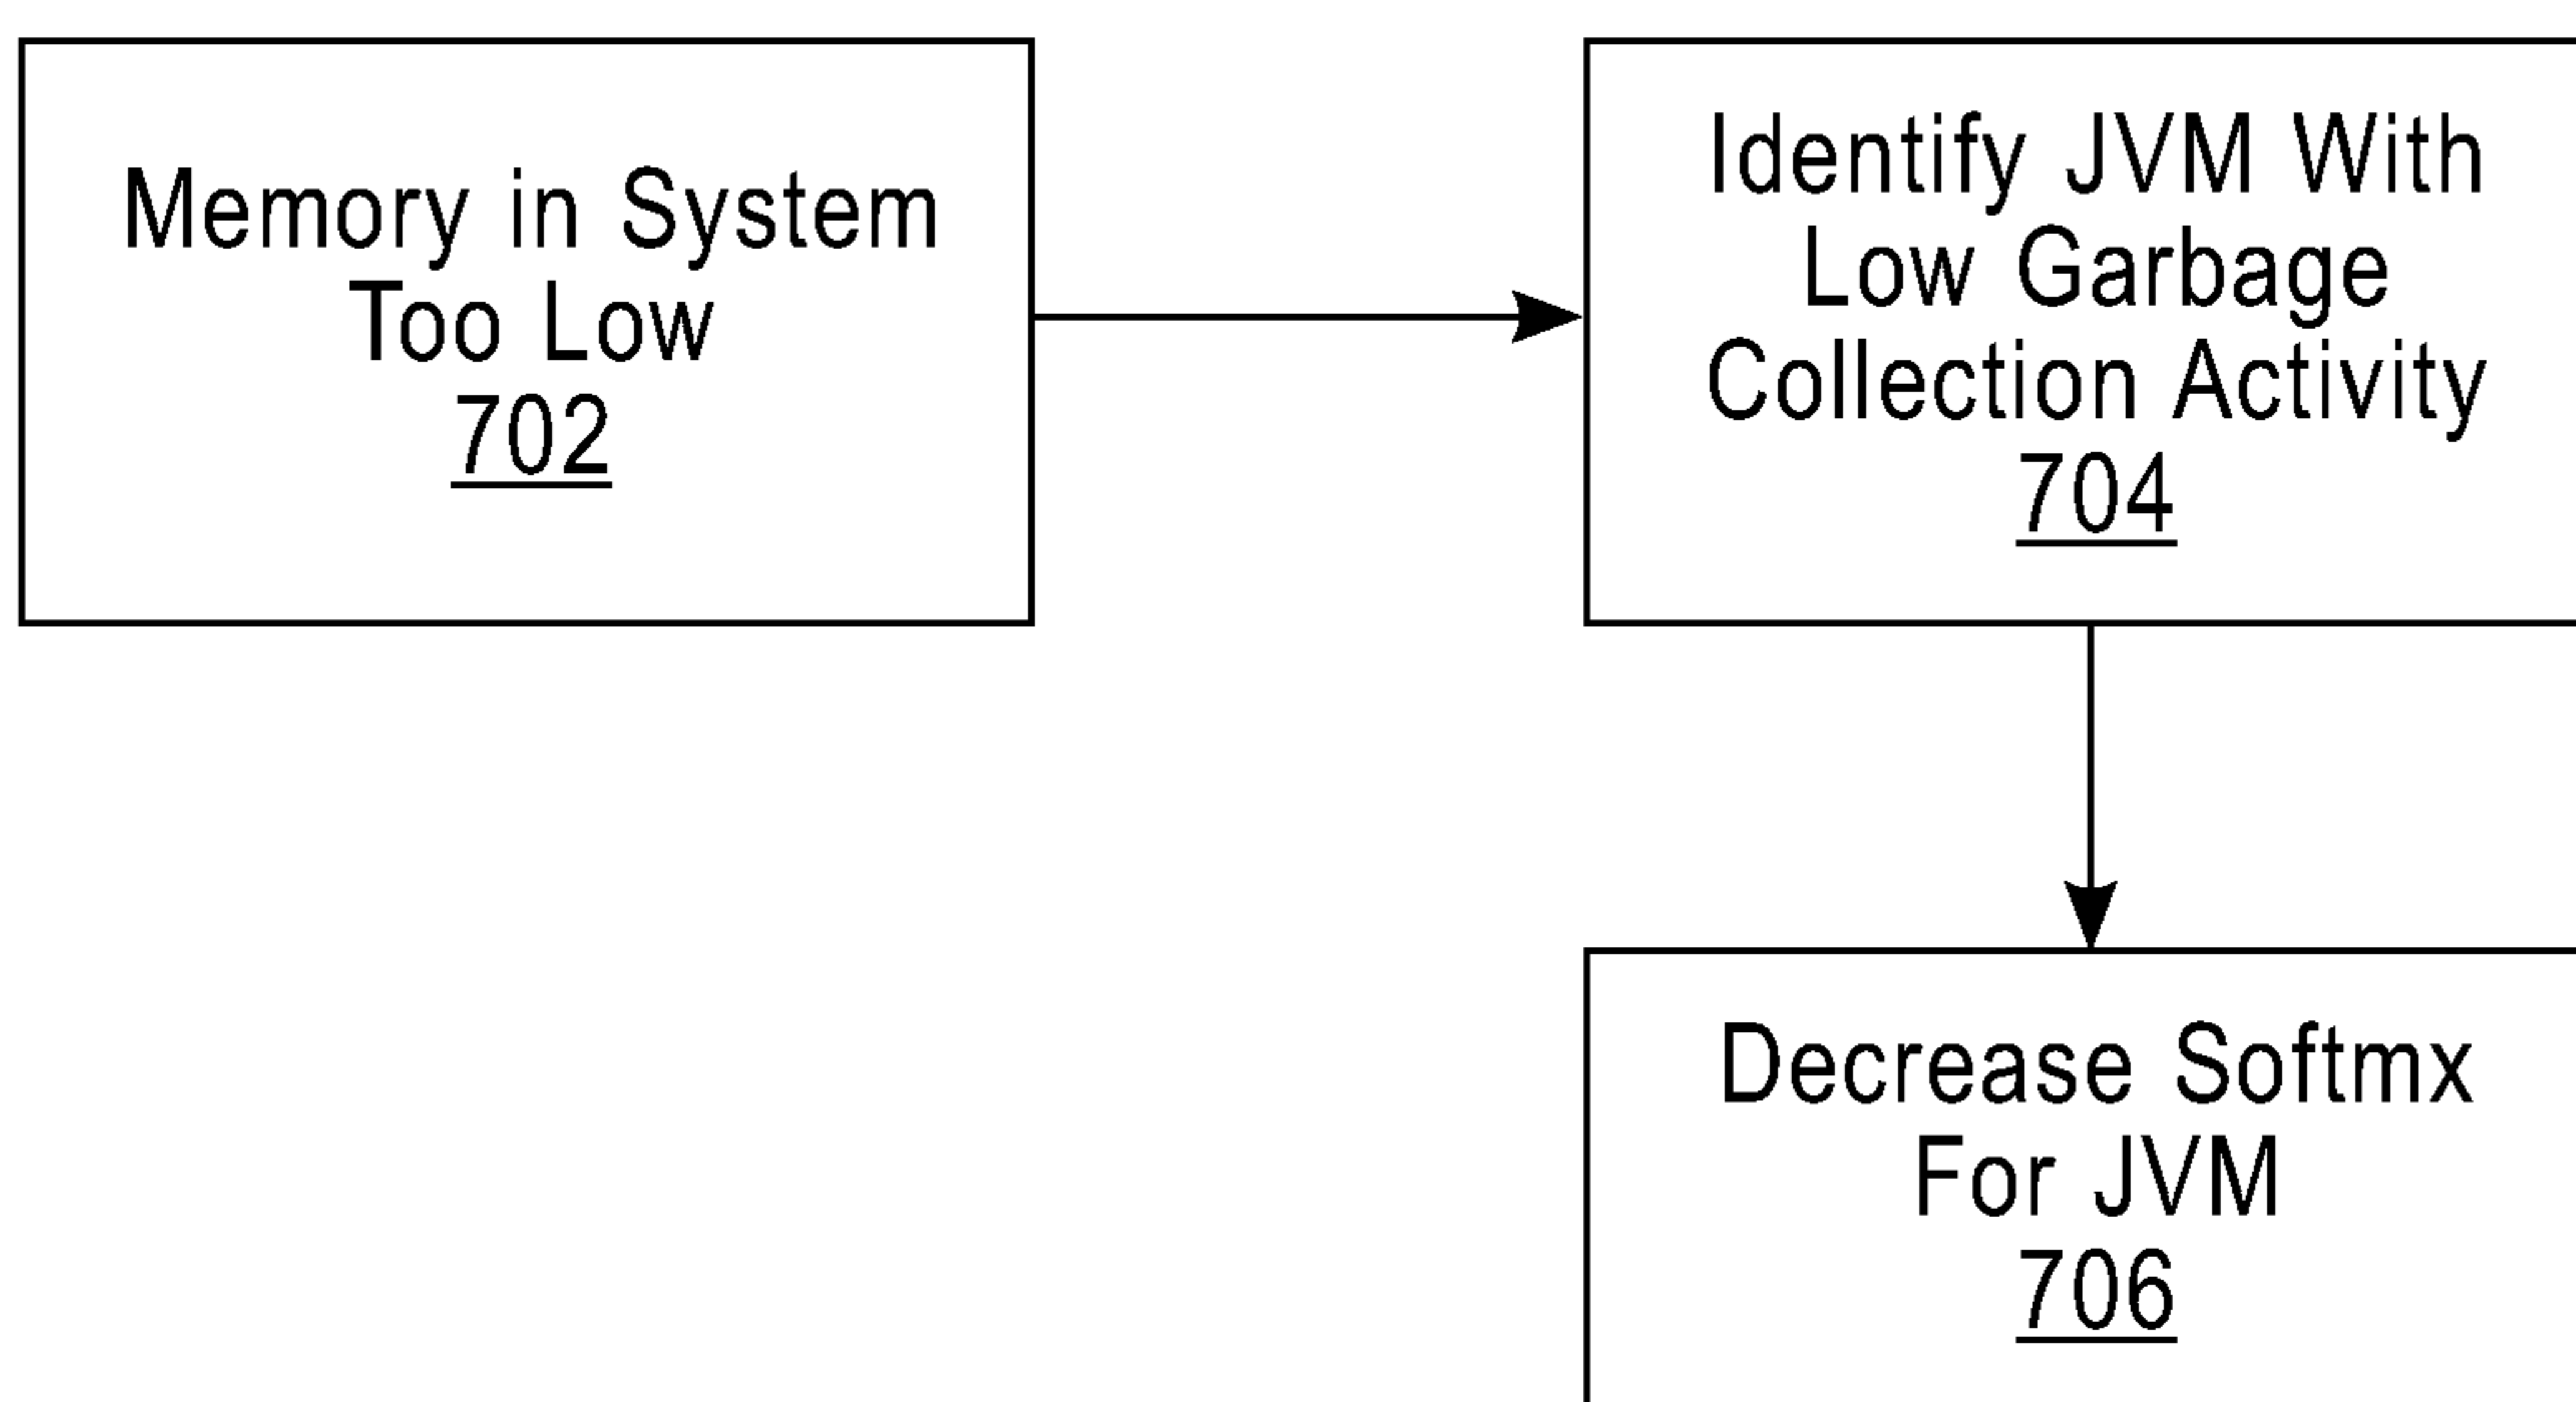 Memory in System
Too Low
702
Identify JVM With
Low Garbage
Collection Activity
704
Decrease Softmx
For JVM
706